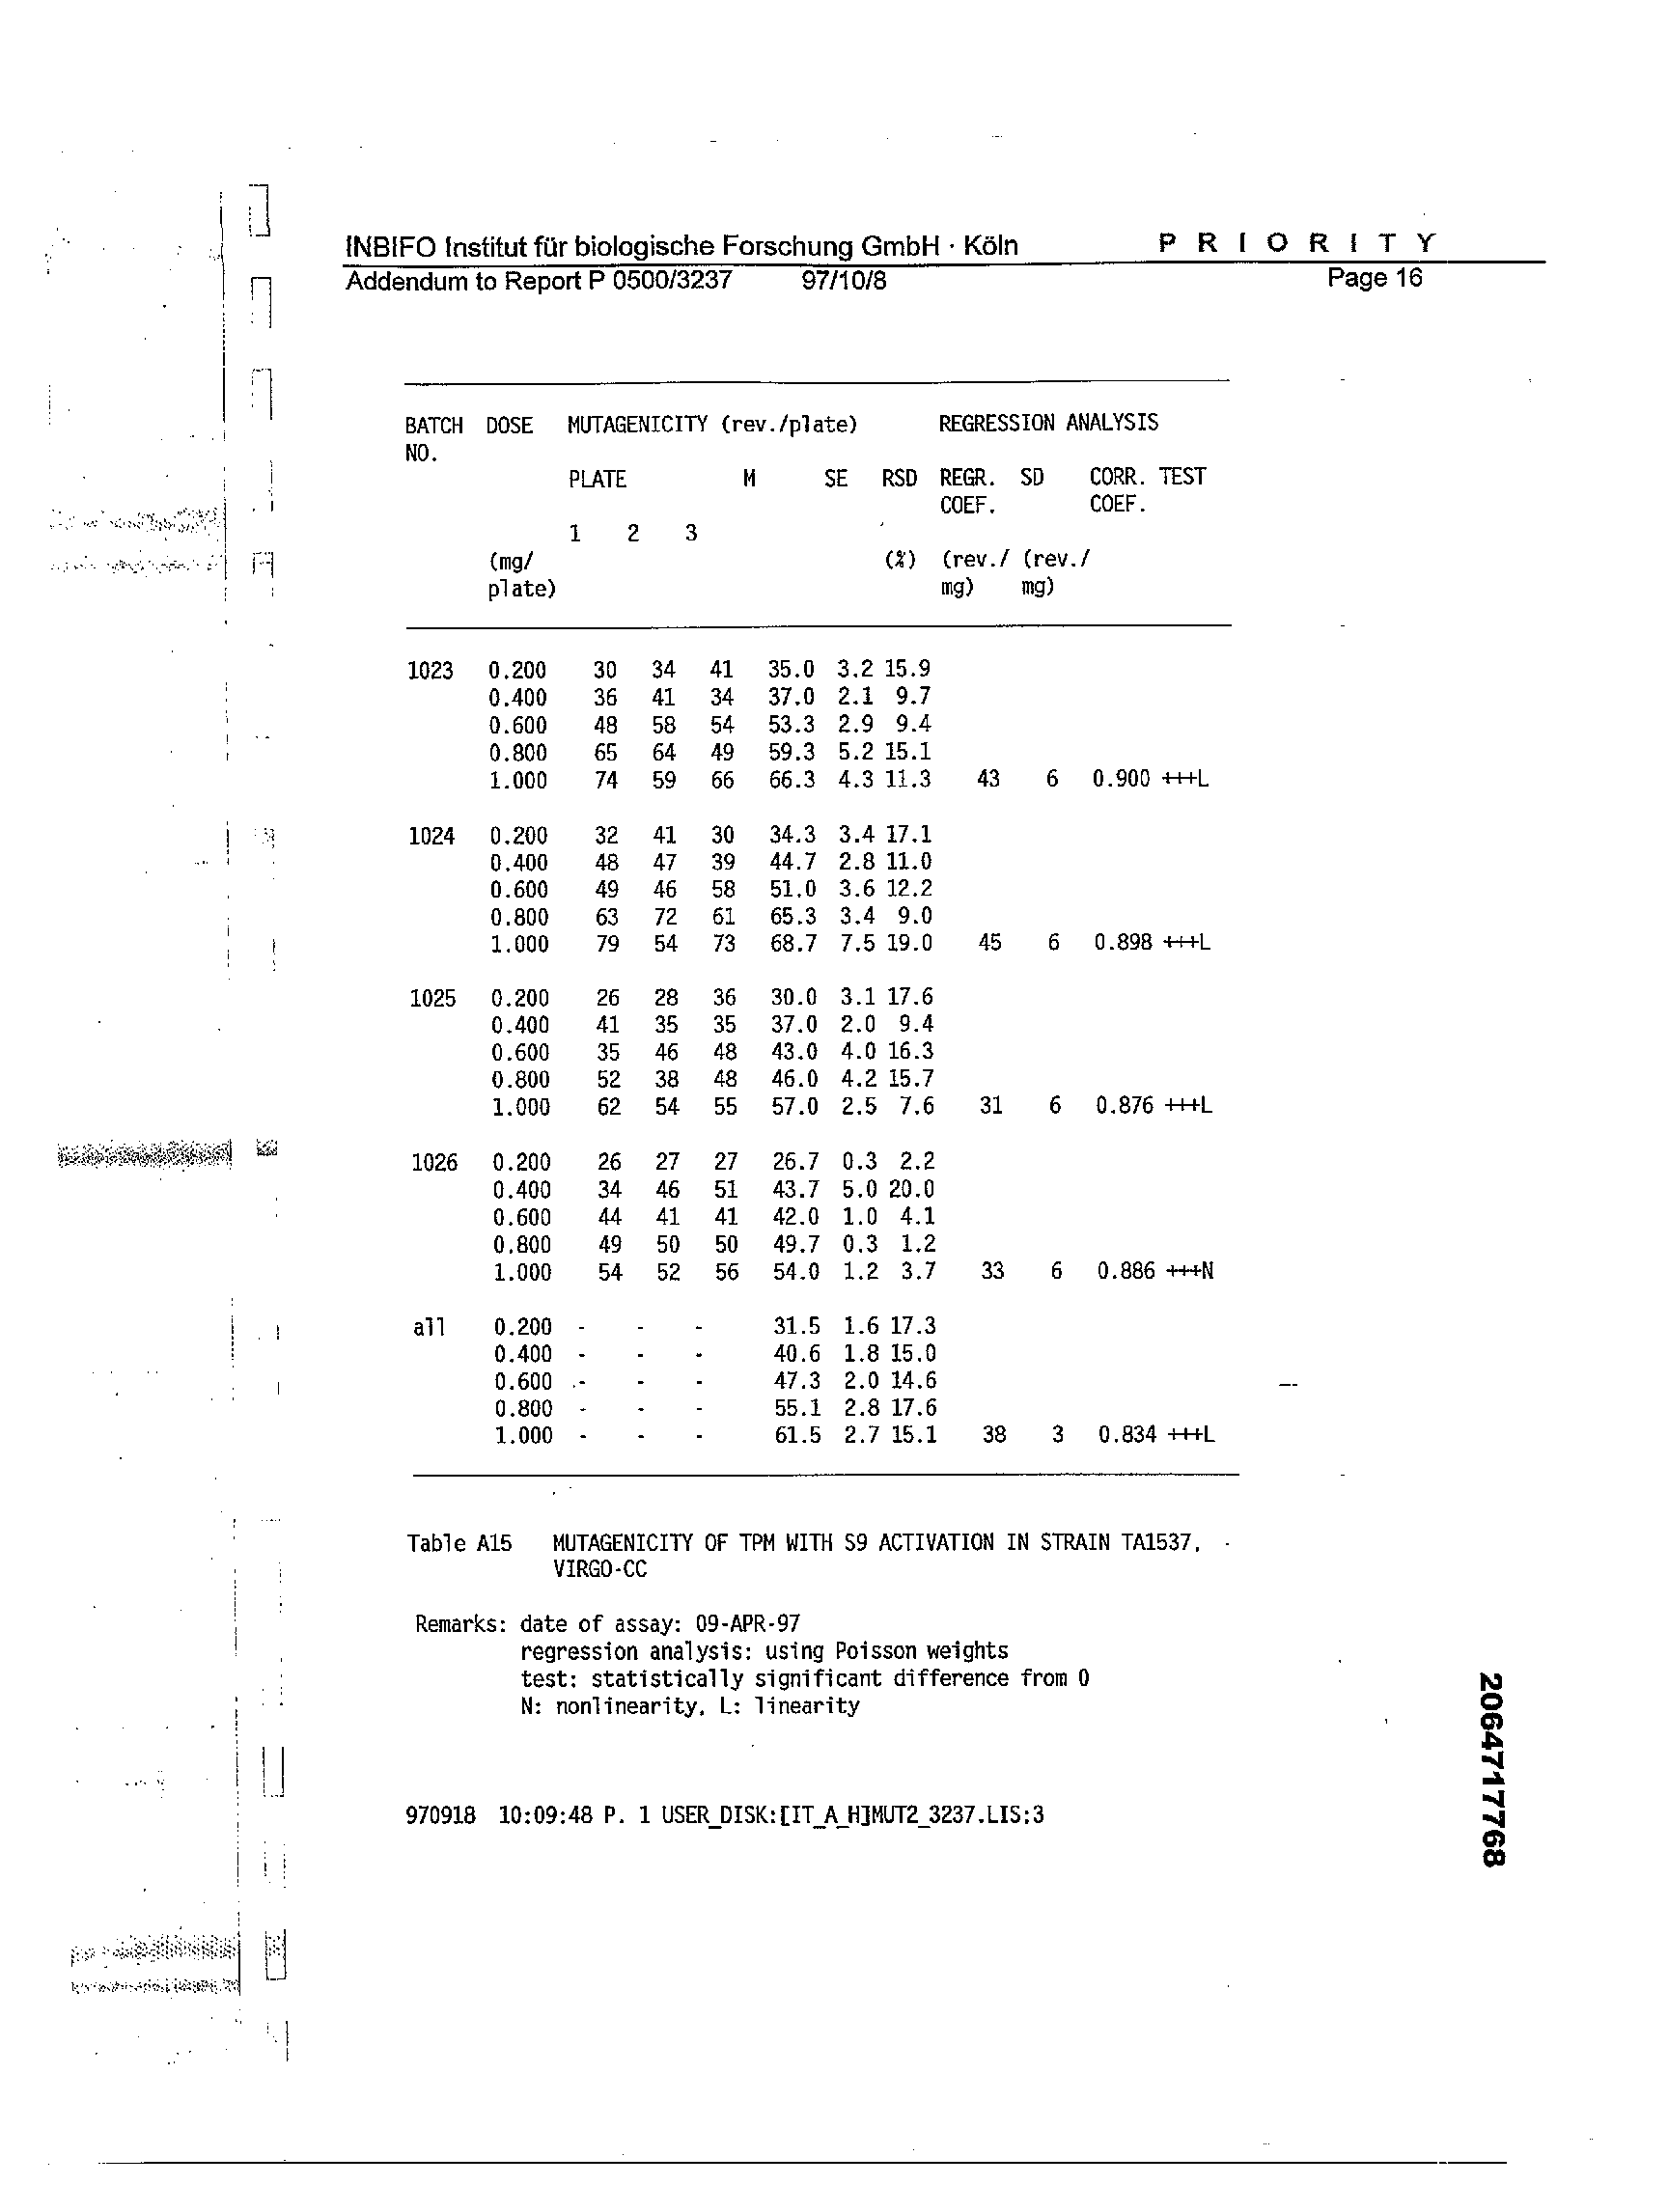 INBIFO Institut für biologische Forschung GmbH · Köln P R I O R I T Y
Addendum to Report P 0500/3237 97/10/8 Page 16
BATCH DOSE MUTAGENICITY (rev./plate) REGRESSION ANALYSIS
NO.
PLATE M SE RSD REGR. SD CORR. TEST
COEF. COEF.
1 2 3
(mg/ (%) (rev./ (rev./
plate) mg) mg)
1023 0.200 30 34 41 35.0 3.2 15.9
0.400 36 41 34 37.0 2.1 9.7
0.600 48 58 54 53.3 2.9 9.4
0.800 65 64 49 59.3 5.2 15.1
1.000 74 59 66 66.3 4.3 11.3 43 6 0.900 +++L
1024 0.200 32 41 30 34.3 3.4 17.1
0.400 48 47 39 44.7 2.8 11.0
0.600 49 46 58 51.0 3.6 12.2
0.800 63 72 61 65.3 3.4 9.0
1.000 79 54 73 68.7 7.5 19.0 45 6 0.898 +++L
1025 0.200 26 28 36 30.0 3.1 17.6
0.400 41 35 35 37.0 2.0 9.4
0.600 35 46 48 43.0 4.0 16.3
0.800 52 38 48 46.0 4.2 15.7
1.000 62 54 55 57.0 2.5 7.6 31 6 0.876 +++L
1026 0.200 26 27 27 26.7 0.3 2.2
0.400 34 46 51 43.7 5.0 20.0
0.600 44 41 41 42.0 1.0 4.1
0.800 49 50 50 49.7 0.3 1.2
1.000 54 52 56 54.0 1.2 3.7 33 6 0.886 +++N
all 0.200 - - - 31.5 1.6 17.3
0.400 - - - 40.6 1.8 15.0
0.600 - - - 47.3 2.0 14.6
0.800 - - - 55.1 2.8 17.6
1.000 - - - 61.5 2.7 15.1 38 3 0.834 +++L
Table A15 MUTAGENICITY OF TPM WITH S9 ACTIVATION IN STRAIN TA1537,
VIRGO-CC
Remarks: date of assay: 09-APR-97
regression analysis: using Poisson weights
test: statistically significant difference from 0
N: nonlinearity, L: linearity
970918 10:09:48 P. 1 USER_DISK:[IT_A_H]MUT2_3237.LIS;3
2064717768